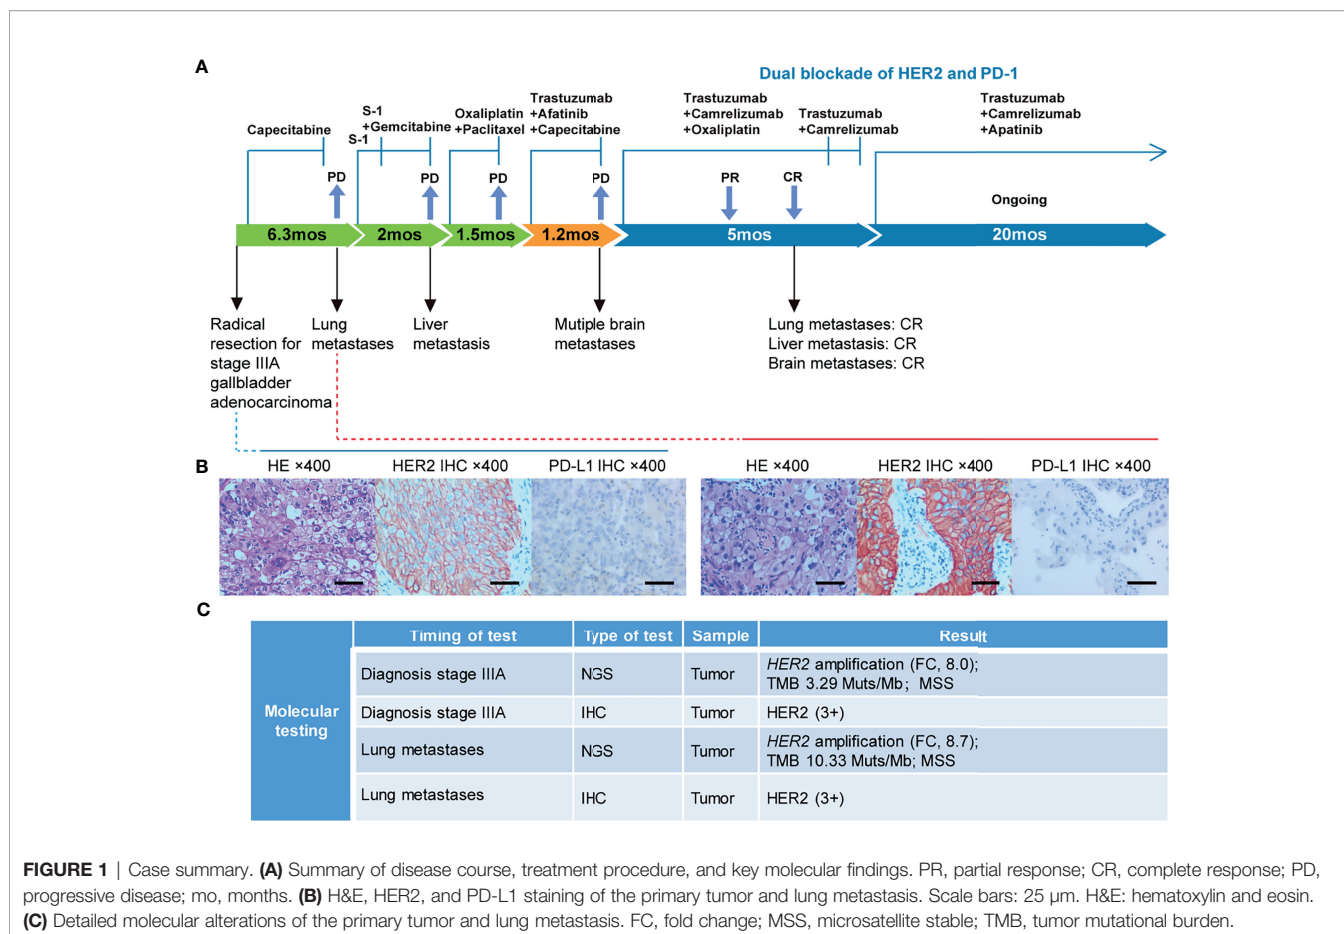 A
Dual blockade of HER2 and PD-1
Capecitabine
S-1
S-1
+Gemcitabine
Oxaliplatin
+Paclitaxel
Trastuzumab
+Afatinib
+Capecitabine
Trastuzumab
+Camrelizumab
+Oxaliplatin
Trastuzumab
+Camrelizumab
Trastuzumab
+Camrelizumab
+Apatinib
PD
PD
PD
PD
PR
CR
Ongoing
6.3mos
2mos
1.5mos
1.2mos
5mos
20mos
Radical
resection for
stage IIIA
gallbladder
adenocarcinoma
Lung
metastases
Liver
metastasis
Mutiple brain
metastases
Lung metastases: CR
Liver metastasis: CR
Brain metastases: CR
B
HE ×400
HER2 IHC ×400
PD-L1 IHC ×400
HE ×400
HER2 IHC ×400
PD-L1 IHC ×400
C
Molecular
testing
Timing of test Type of test Sample Result
Diagnosis stage IIIA NGS Tumor HER2 amplification (FC, 8.0);
TMB 3.29 Muts/Mb; MSS
Diagnosis stage IIIA IHC Tumor HER2 (3+)
Lung metastases NGS Tumor HER2 amplification (FC, 8.7);
TMB 10.33 Muts/Mb; MSS
Lung metastases IHC Tumor HER2 (3+)
FIGURE 1 | Case summary. (A) Summary of disease course, treatment procedure, and key molecular findings. PR, partial response; CR, complete response; PD,
progressive disease; mo, months. (B) H&E, HER2, and PD-L1 staining of the primary tumor and lung metastasis. Scale bars: 25 µm. H&E: hematoxylin and eosin.
(C) Detailed molecular alterations of the primary tumor and lung metastasis. FC, fold change; MSS, microsatellite stable; TMB, tumor mutational burden.